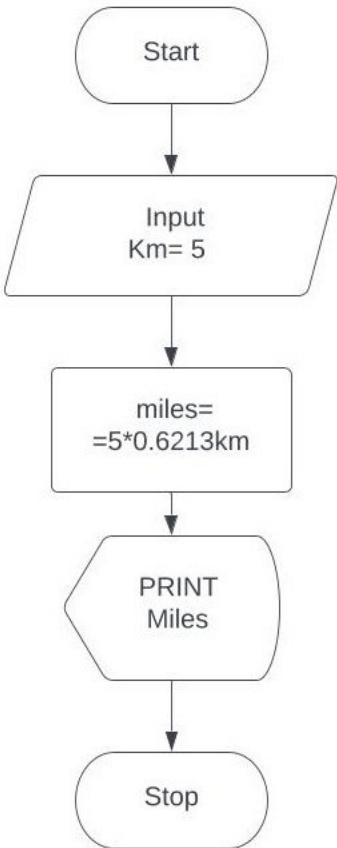 Start
Input
Km= 5
miles=
=5*0.6213km
PRINT
Miles
Stop